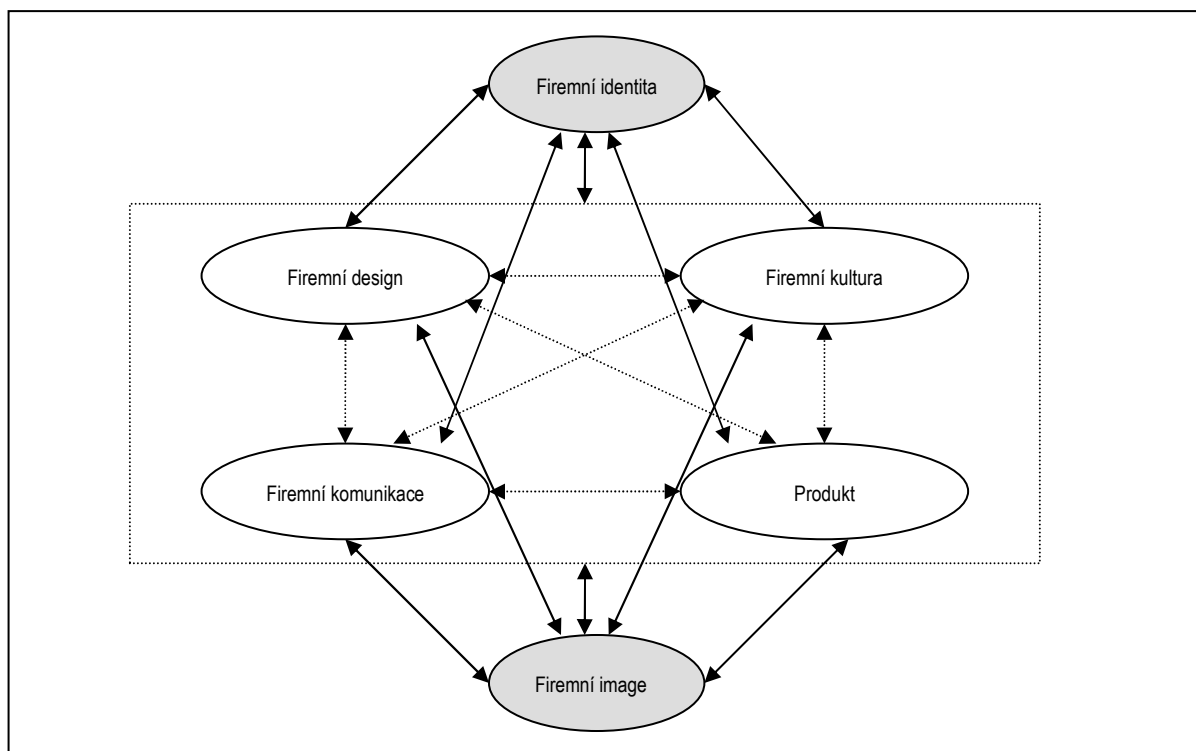 Firemní identita
Firemní design
Firemní kultura
Firemní komunikace
Produkt
Firemní image